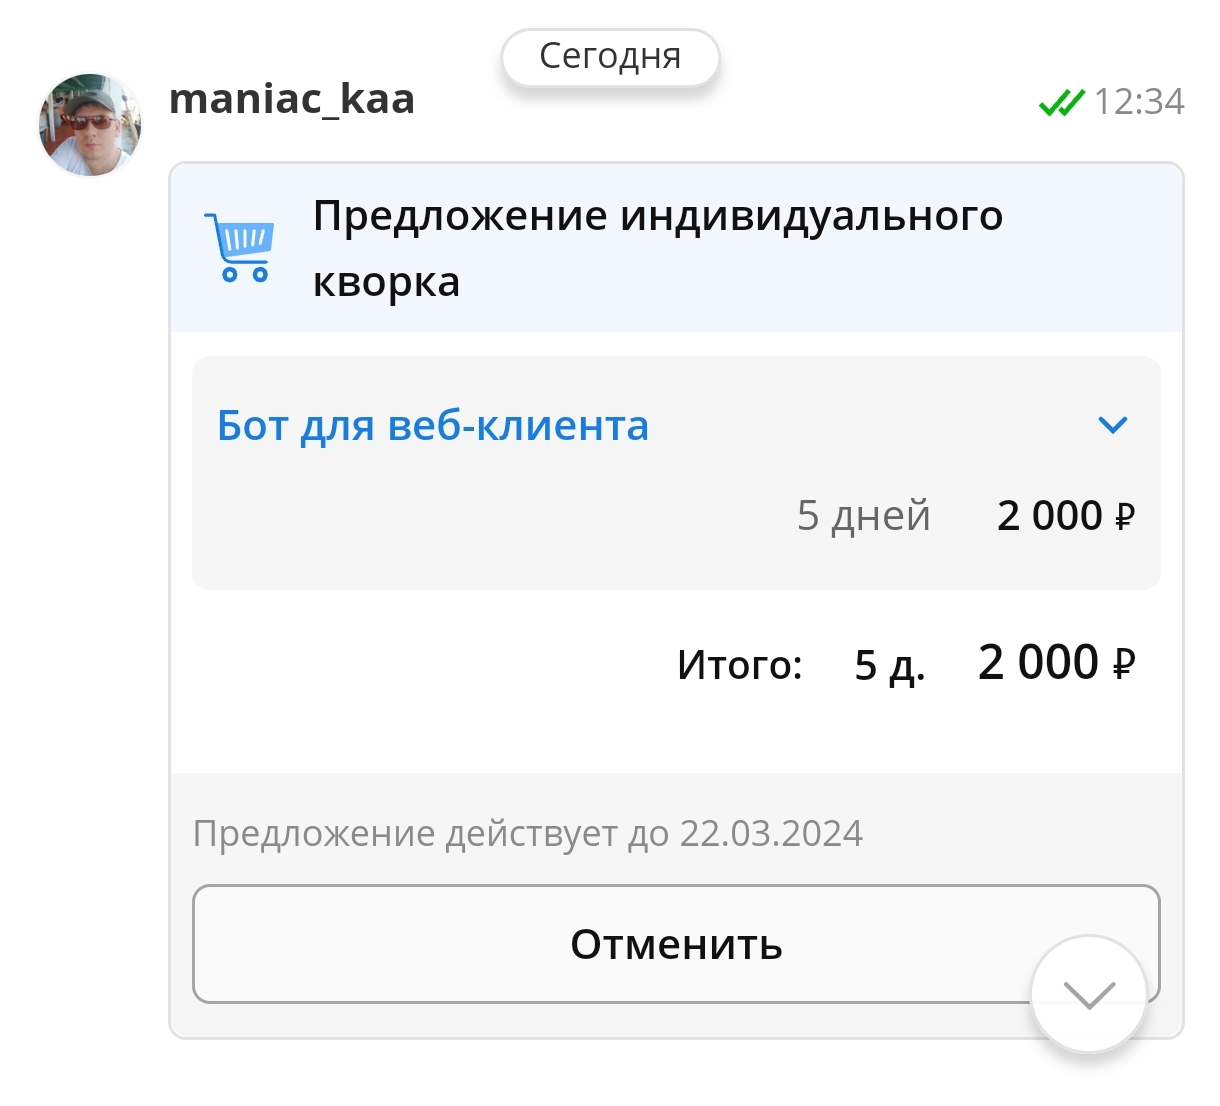 Сегодня
maniac_kaa
12:34
Предложение индивидуального
кворка
Бот для веб-клиента
5 дней 2 000 ₽
Итого: 5 д. 2 000 ₽
Предложение действует до 22.03.2024
Отменить